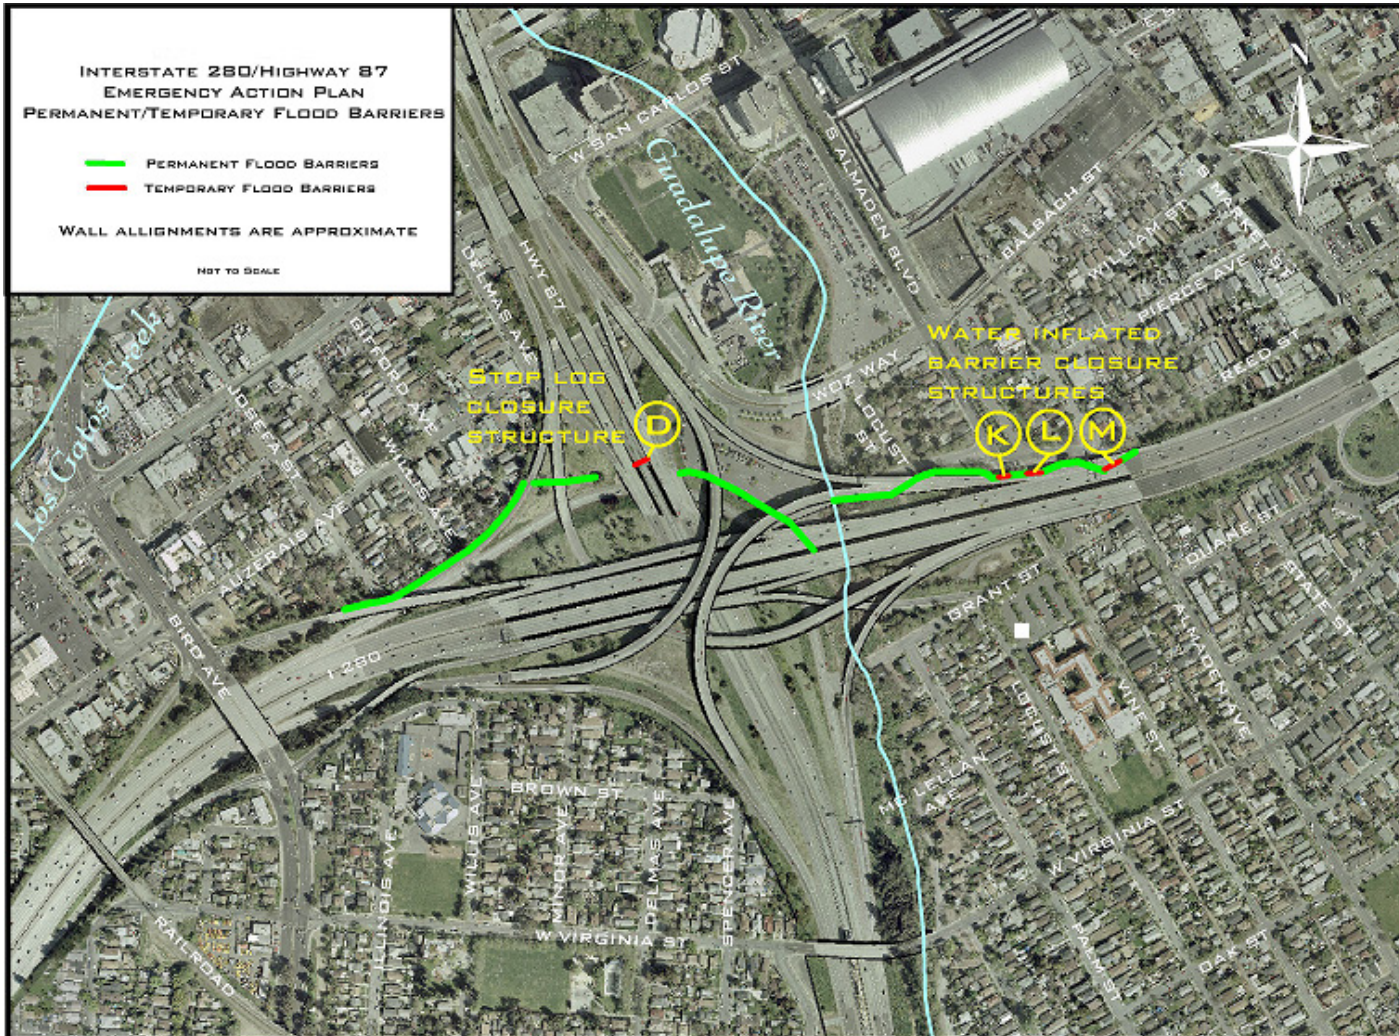 INTERSTATE 280/HIGHWAY 87
EMERGENCY ACTION PLAN
PERMANENT/TEMPORARY FLOOD BARRIERS
PERMANENT FLOOD BARRIERS
TEMPORARY FLOOD BARRIERS
WALL ALLIGNMENTS ARE APPROXIMATE
NOT TO SCALE
N
E ST
W SAN CARLOS ST
Guadalupe River
S ALMADEN BLVD
BALBACH ST
WILLIAM ST
S MARKET ST
PIERCE AVE
REED ST
HWY 87
DELMAS AVE
GIFFORD AVE
JOSEFA ST
WILLIS AVE
AUZERAIS AVE
Los Gatos Creek
WOZ WAY
LOCUST ST
STOP LOG
CLOSURE
STRUCTURE
D
WATER INFLATED
BARRIER CLOSURE
STRUCTURES
K
L
M
BIRD AVE
I 280
GRANT ST
DUANE ST
STATE ST
ALMADEN AVE
LOCUST ST
VINE ST
MC LELLAN
AVE
W VIRGINIA ST
PALM ST
OAK ST
BROWN ST
WILLIS AVE
MINOR AVE
DELMAS AVE
SPENCER AVE
ILLINOIS AVE
W VIRGINIA ST
RAILROAD